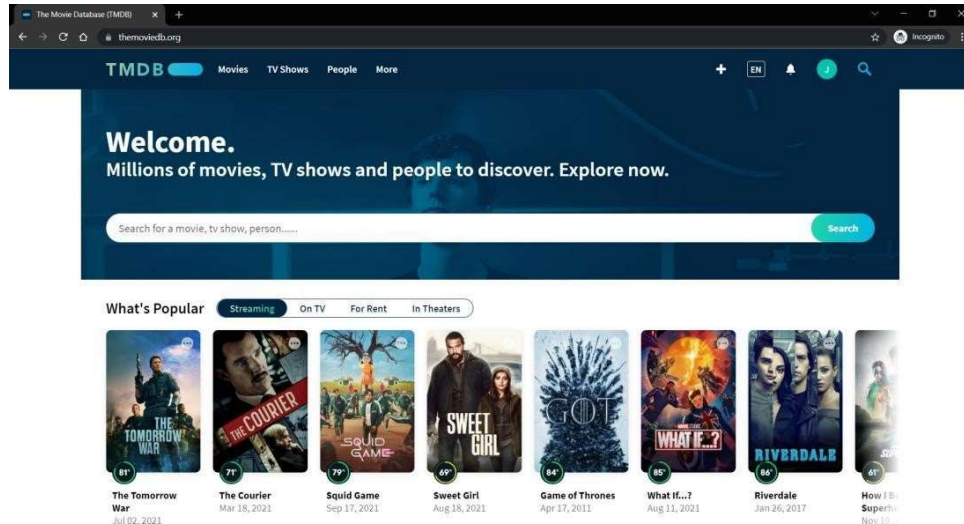 The Movie Database (TMDB)
themoviedb.org
Incognito
TMDB Movies TV Shows People More EN J
Welcome.
Millions of movies, TV shows and people to discover. Explore now.
Search for a movie, tv show, person...... Search
What's Popular Streaming On TV For Rent In Theaters
THE TOMORROW WAR
THE COURIER
SQUID GAME
SWEET GIRL
GOT
MARVEL STUDIOS
WHAT IF...?
RIVERDALE
81% 71% 79% 69% 84% 85% 86% 61%
The Tomorrow War
Jul 02, 2021
The Courier
Mar 18, 2021
Squid Game
Sep 17, 2021
Sweet Girl
Aug 18, 2021
Game of Thrones
Apr 17, 2011
What If...?
Aug 11, 2021
Riverdale
Jan 26, 2017
How I